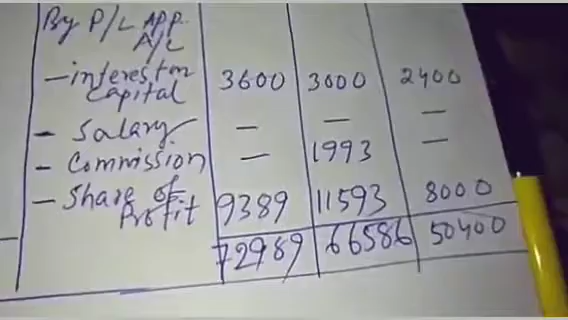 By P/L APP
A/C
- interest on 3600 3000 2400
Capital
- Salary - - -
- Commission - 1993 -
- Share of
Profit 9389 11593 8000
72989 66586 50400